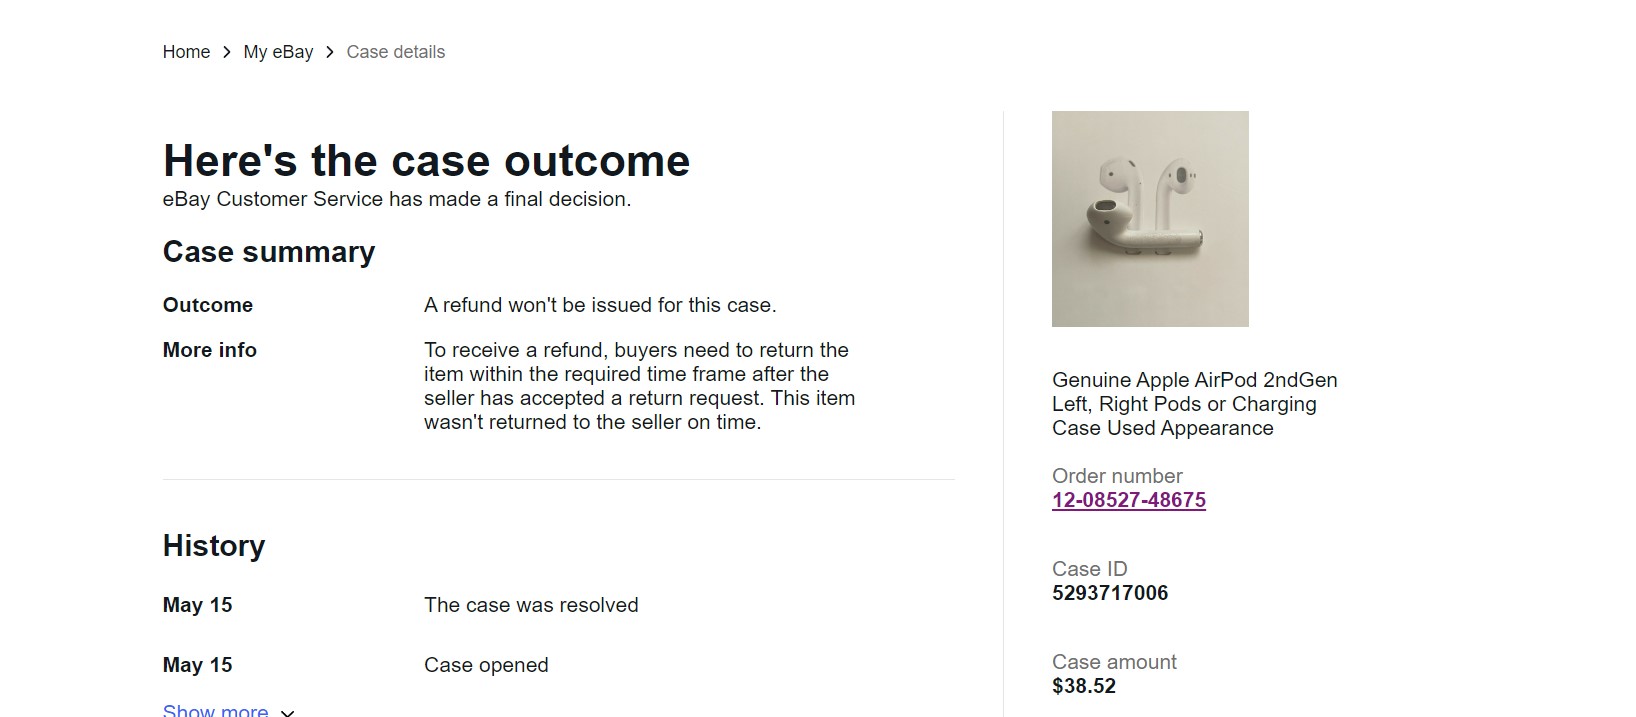 Home > My eBay > Case details
Here's the case outcome
eBay Customer Service has made a final decision.
Case summary
Outcome
A refund won't be issued for this case.
More info
To receive a refund, buyers need to return the
item within the required time frame after the
seller has accepted a return request. This item
wasn't returned to the seller on time.
History
May 15
The case was resolved
May 15
Case opened
Show more
Genuine Apple AirPod 2ndGen
Left, Right Pods or Charging
Case Used Appearance
Order number
12-08527-48675
Case ID
5293717006
Case amount
$38.52